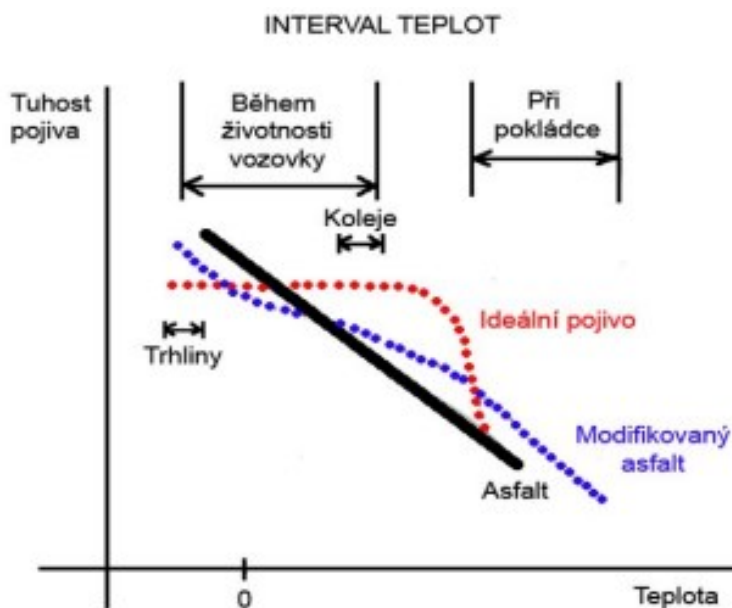 INTERVAL TEPLOT
Tuhost
pojiva
Během
životnosti
vozovky
Při
pokládce
Koleje
Ideální pojivo
Trhliny
Modifikovaný
asfalt
Asfalt
0
Teplota